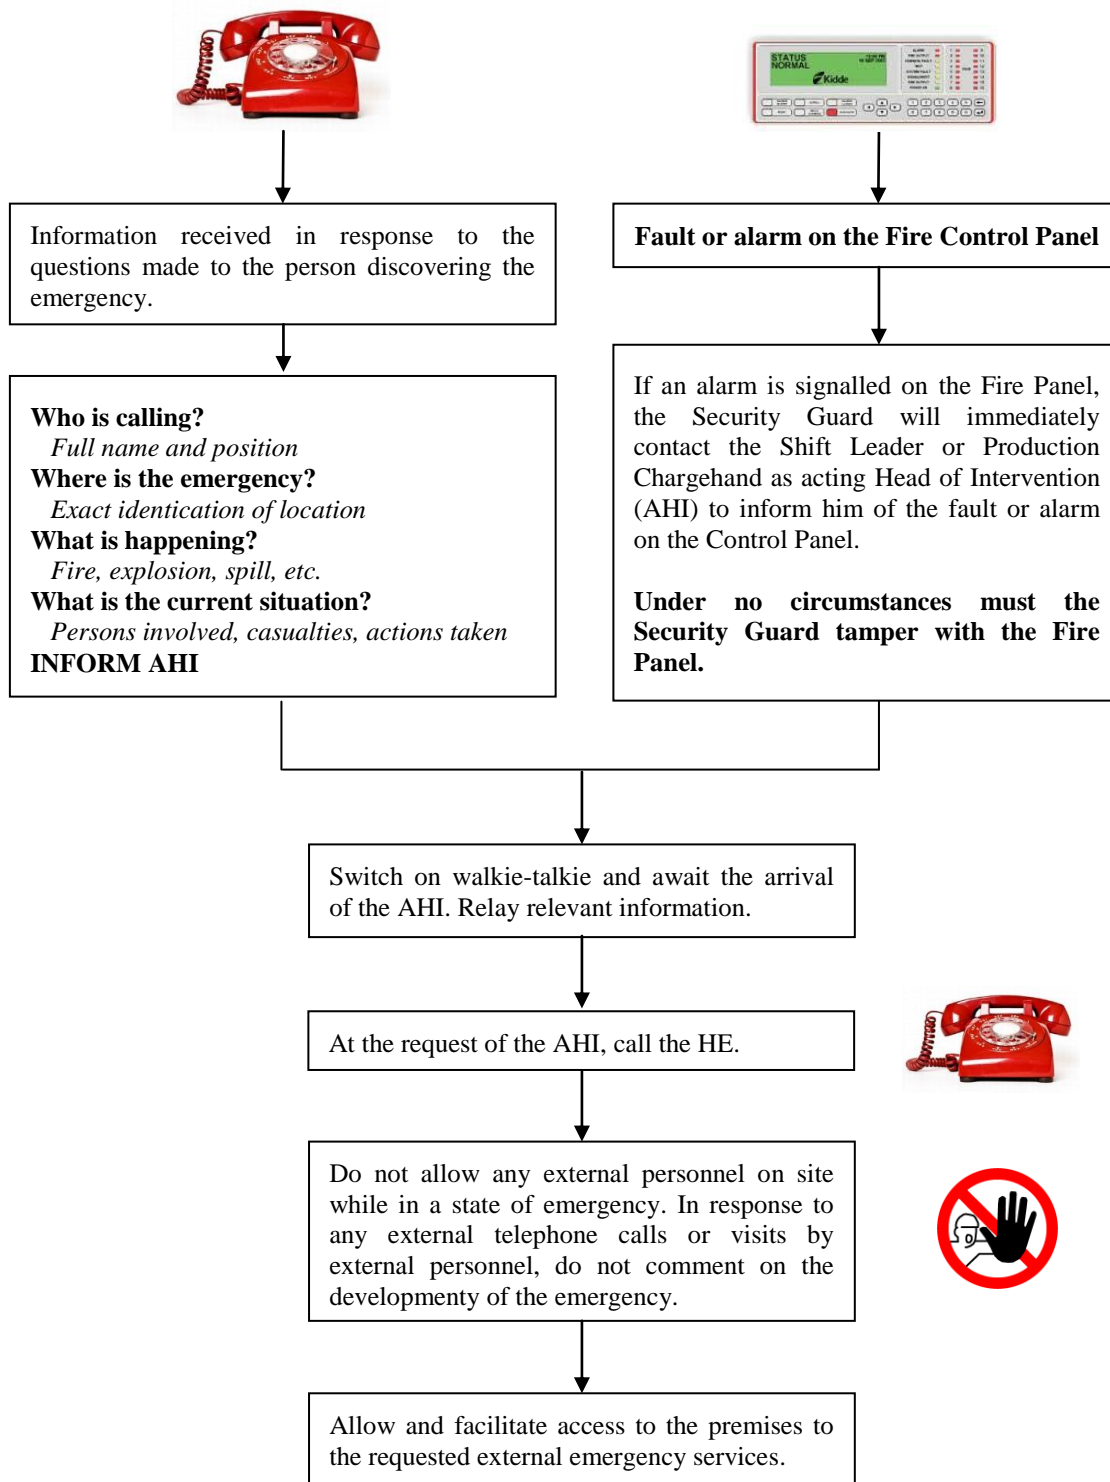 STATUS
NORMAL
Kidde
Information received in response to the
questions made to the person discovering the
emergency.
Fault or alarm on the Fire Control Panel
Who is calling?
Full name and position
Where is the emergency?
Exact identication of location
What is happening?
Fire, explosion, spill, etc.
What is the current situation?
Persons involved, casualties, actions taken
INFORM AHI
If an alarm is signalled on the Fire Panel,
the Security Guard will immediately
contact the Shift Leader or Production
Chargehand as acting Head of Intervention
(AHI) to inform him of the fault or alarm
on the Control Panel.
Under no circumstances must the
Security Guard tamper with the Fire
Panel.
Switch on walkie-talkie and await the arrival
of the AHI. Relay relevant information.
At the request of the AHI, call the HE.
Do not allow any external personnel on site
while in a state of emergency. In response to
any external telephone calls or visits by
external personnel, do not comment on the
developmenty of the emergency.
Allow and facilitate access to the premises to
the requested external emergency services.